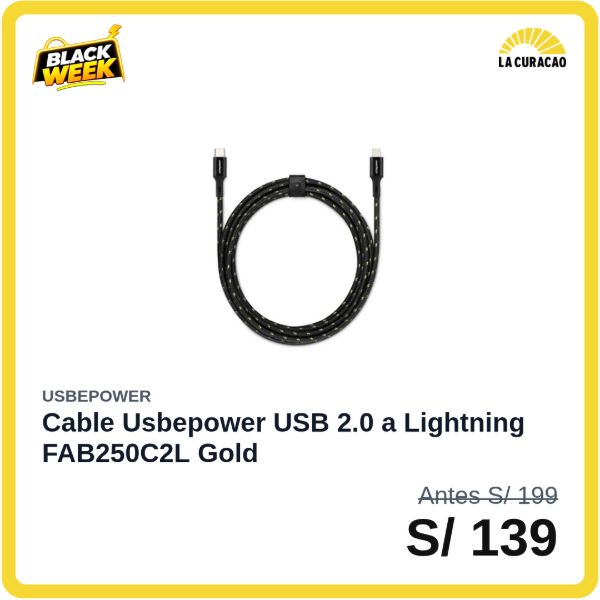 BLACK
WEEK
LA CURACAO
USBEPOWER
Cable Usbepower USB 2.0 a Lightning
FAB250C2L Gold
Antes S/ 199
S/ 139